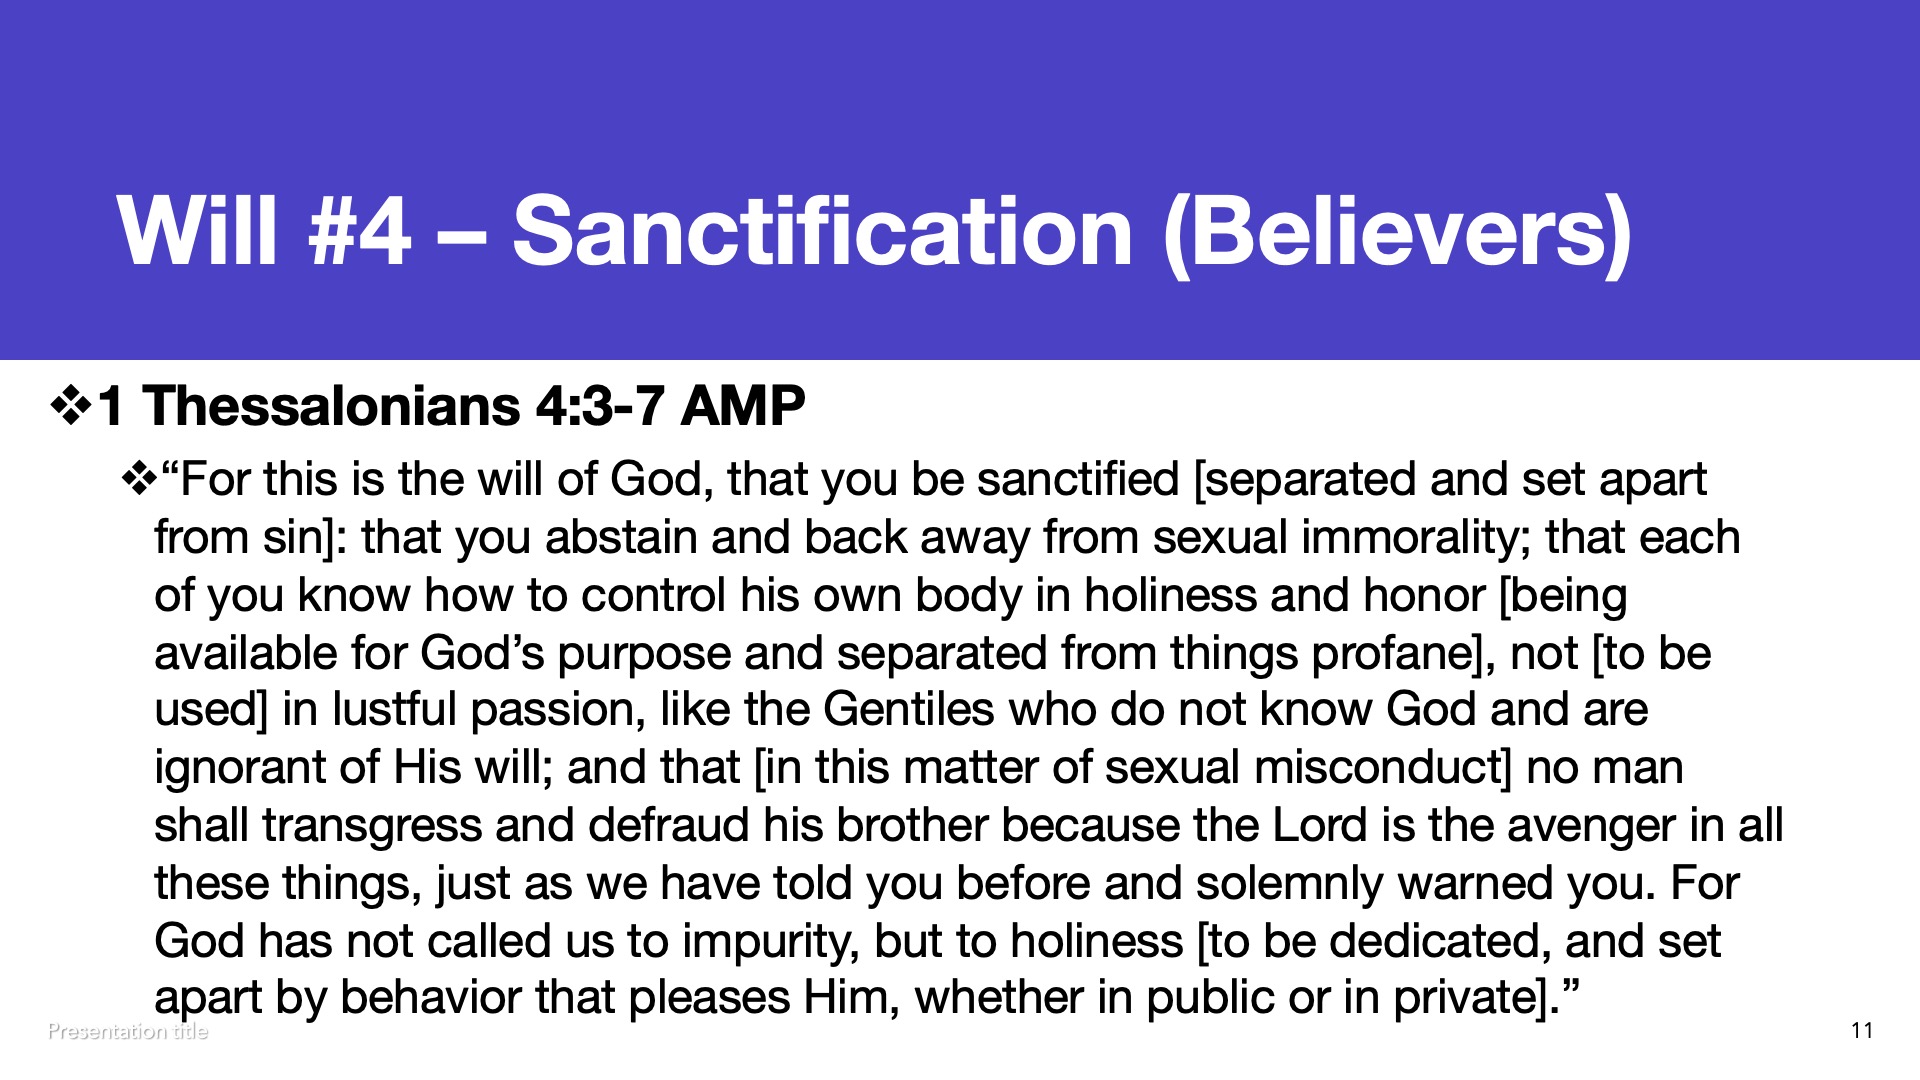 Will #4 – Sanctification (Believers)
❖1 Thessalonians 4:3-7 AMP
❖“For this is the will of God, that you be sanctified [separated and set apart
from sin]: that you abstain and back away from sexual immorality; that each
of you know how to control his own body in holiness and honor [being
available for God’s purpose and separated from things profane], not [to be
used] in lustful passion, like the Gentiles who do not know God and are
ignorant of His will; and that [in this matter of sexual misconduct] no man
shall transgress and defraud his brother because the Lord is the avenger in all
these things, just as we have told you before and solemnly warned you. For
God has not called us to impurity, but to holiness [to be dedicated, and set
apart by behavior that pleases Him, whether in public or in private].”
Presentation title
11